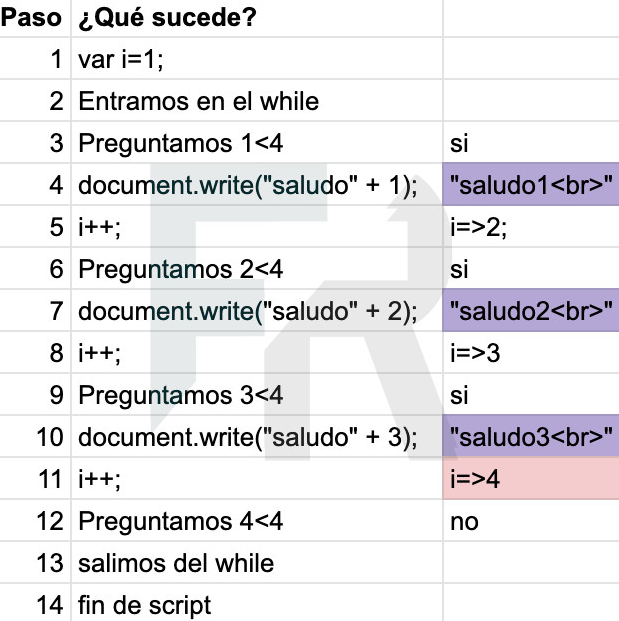 Paso ¿Qué sucede?
1 var i=1;
2 Entramos en el while
3 Preguntamos 1<4 si
4 document.write("saludo" + 1); "saludo1<br>"
5 i++; i=>2;
6 Preguntamos 2<4 si
7 document.write("saludo" + 2); "saludo2<br>"
8 i++; i=>3
9 Preguntamos 3<4 si
10 document.write("saludo" + 3); "saludo3<br>"
11 i++; i=>4
12 Preguntamos 4<4 no
13 salimos del while
14 fin de script
FR